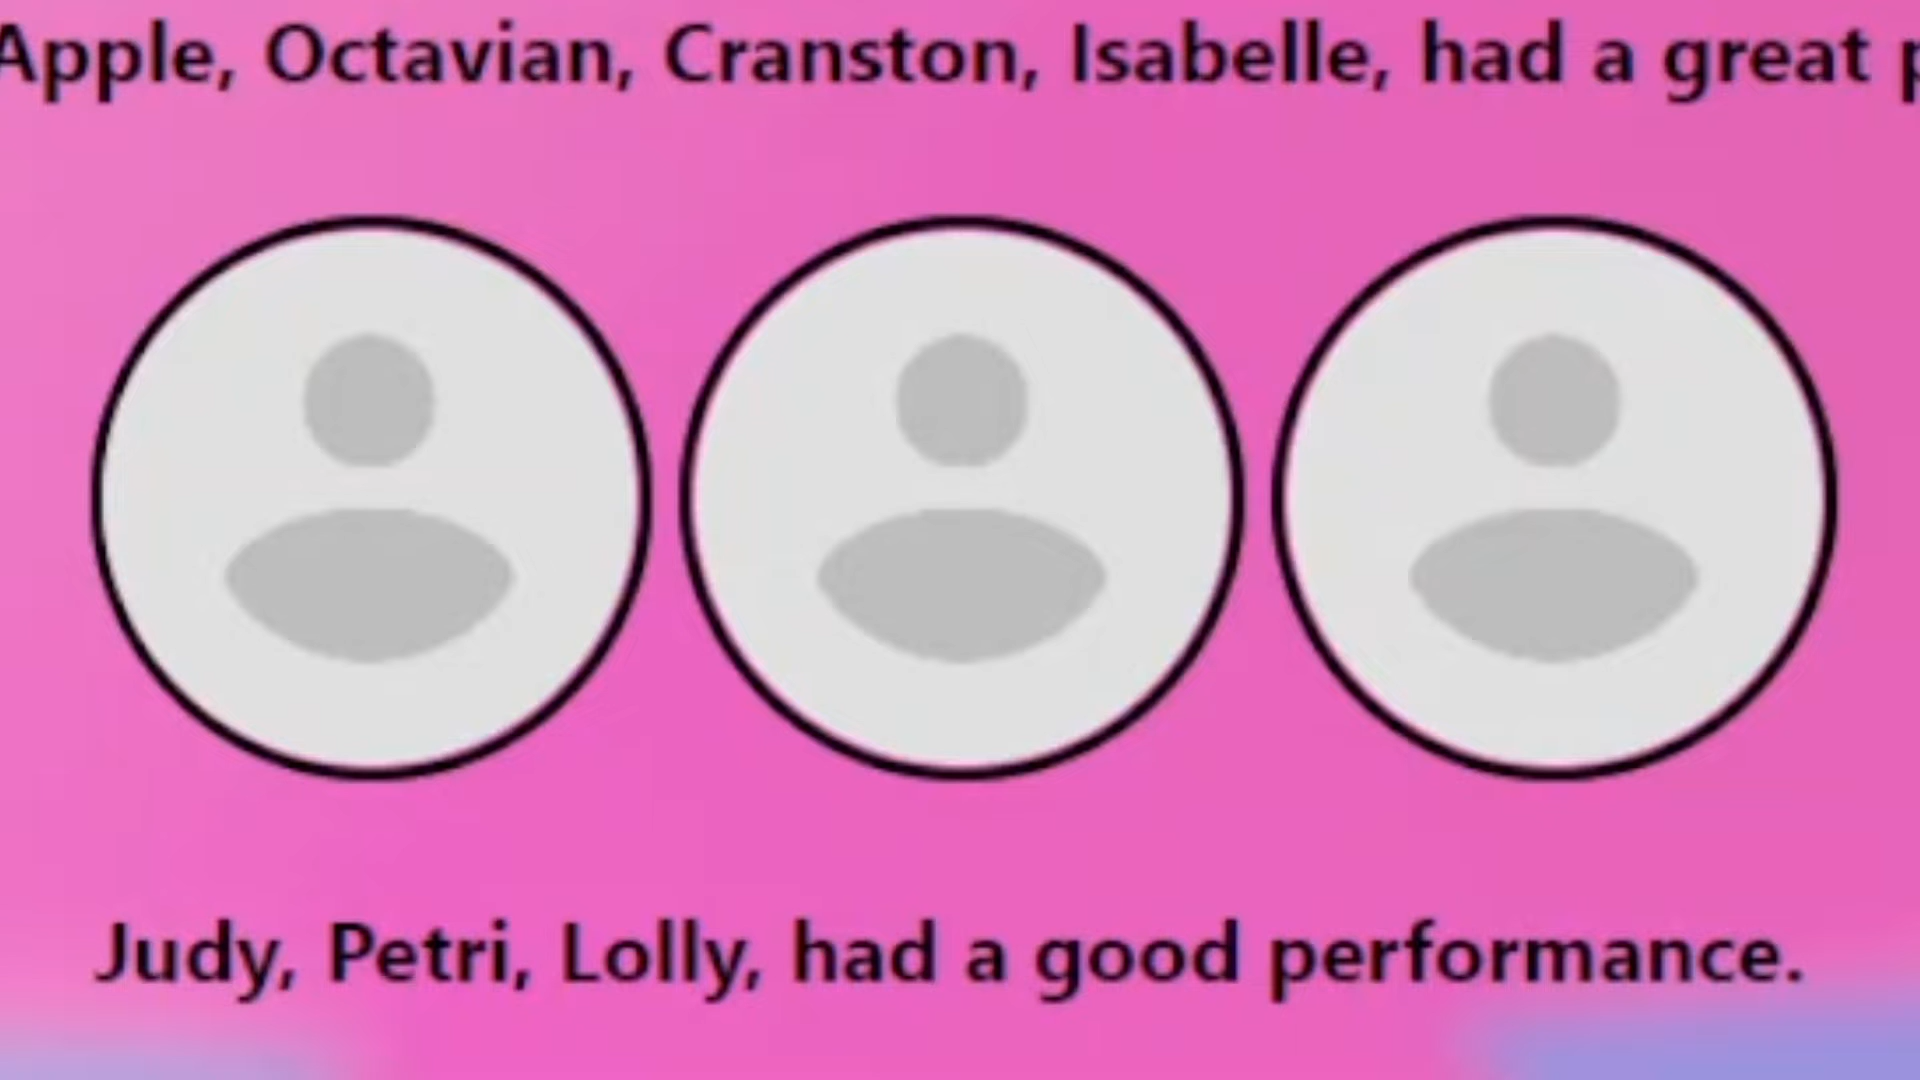 Apple, Octavian, Cranston, Isabelle, had a great
Judy, Petri, Lolly, had a good performance.